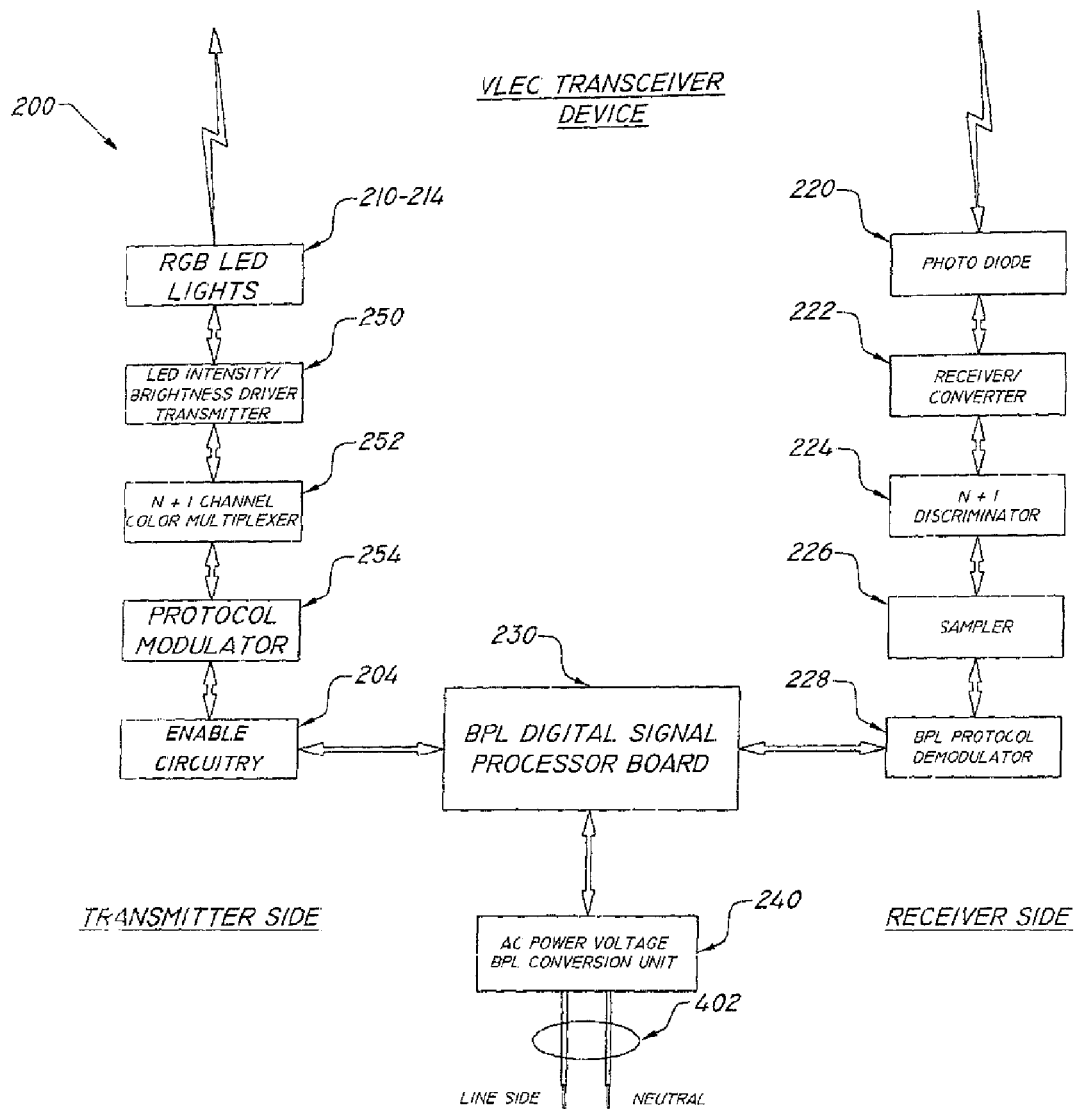 VLEC TRANSCEIVER
DEVICE
200
210-214
RGB LED
LIGHTS
250
LED INTENSITY/
BRIGHTNESS DRIVER
TRANSMITTER
252
N + 1 CHANNEL
COLOR MULTIPLEXER
254
PROTOCOL
MODULATOR
204
ENABLE
CIRCUITRY
230
BPL DIGITAL SIGNAL
PROCESSOR BOARD
220
PHOTO DIODE
222
RECEIVER/
CONVERTER
224
N + 1
DISCRIMINATOR
226
SAMPLER
228
BPL PROTOCOL
DEMODULATOR
TRANSMITTER SIDE
240
AC POWER VOLTAGE
BPL CONVERSION UNIT
402
LINE SIDE
NEUTRAL
RECEIVER SIDE